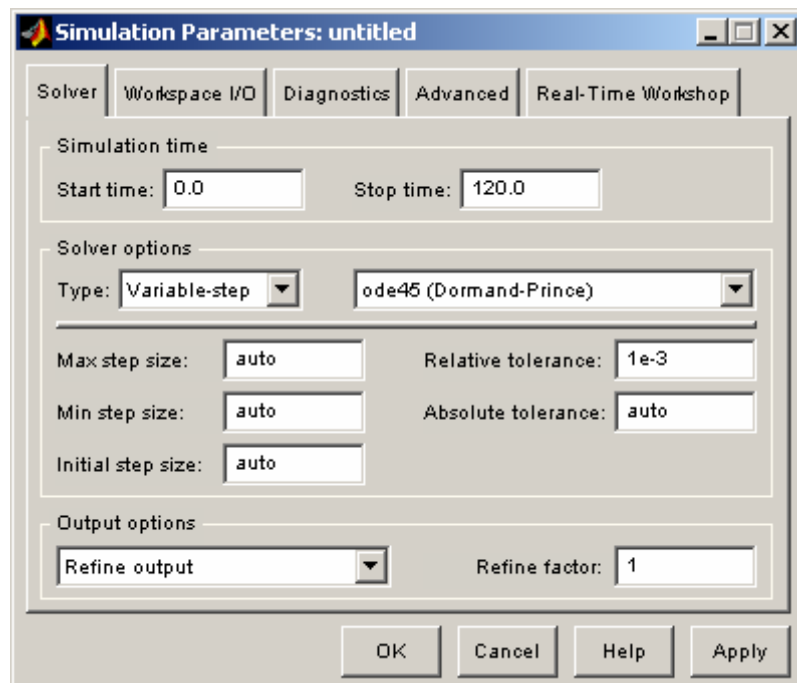 Simulation Parameters: untitled
Solver Workspace I/O Diagnostics Advanced Real-Time Workshop
Simulation time
Start time: 0.0 Stop time: 120.0
Solver options
Type: Variable-step ode45 (Dormand-Prince)
Max step size: auto Relative tolerance: 1e-3
Min step size: auto Absolute tolerance: auto
Initial step size: auto
Output options
Refine output Refine factor: 1
OK Cancel Help Apply